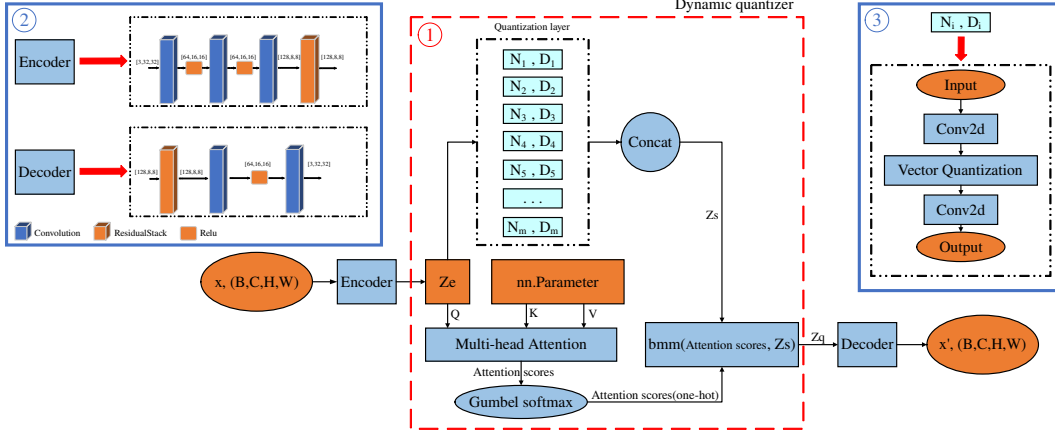 Dynamic quantizer
2
Encoder
[3,32,32]
[64,16,16]
[64,16,16]
[128,8,8]
[128,8,8]
Decoder
[128,8,8]
[128,8,8]
[64,16,16]
[3,32,32]
Convolution
ResidualStack
Relu
1
Quantization layer
N1 , D1
N2 , D2
N3 , D3
N4 , D4
N5 , D5
. . .
Nm , Dm
Concat
Zs
x, (B,C,H,W)
Encoder
Ze
nn.Parameter
Q
K
V
Multi-head Attention
Attention scores
Gumbel softmax
Attention scores(one-hot)
bmm(Attention scores, Zs)
Zq
Decoder
x', (B,C,H,W)
3
Ni , Di
Input
Conv2d
Vector Quantization
Conv2d
Output